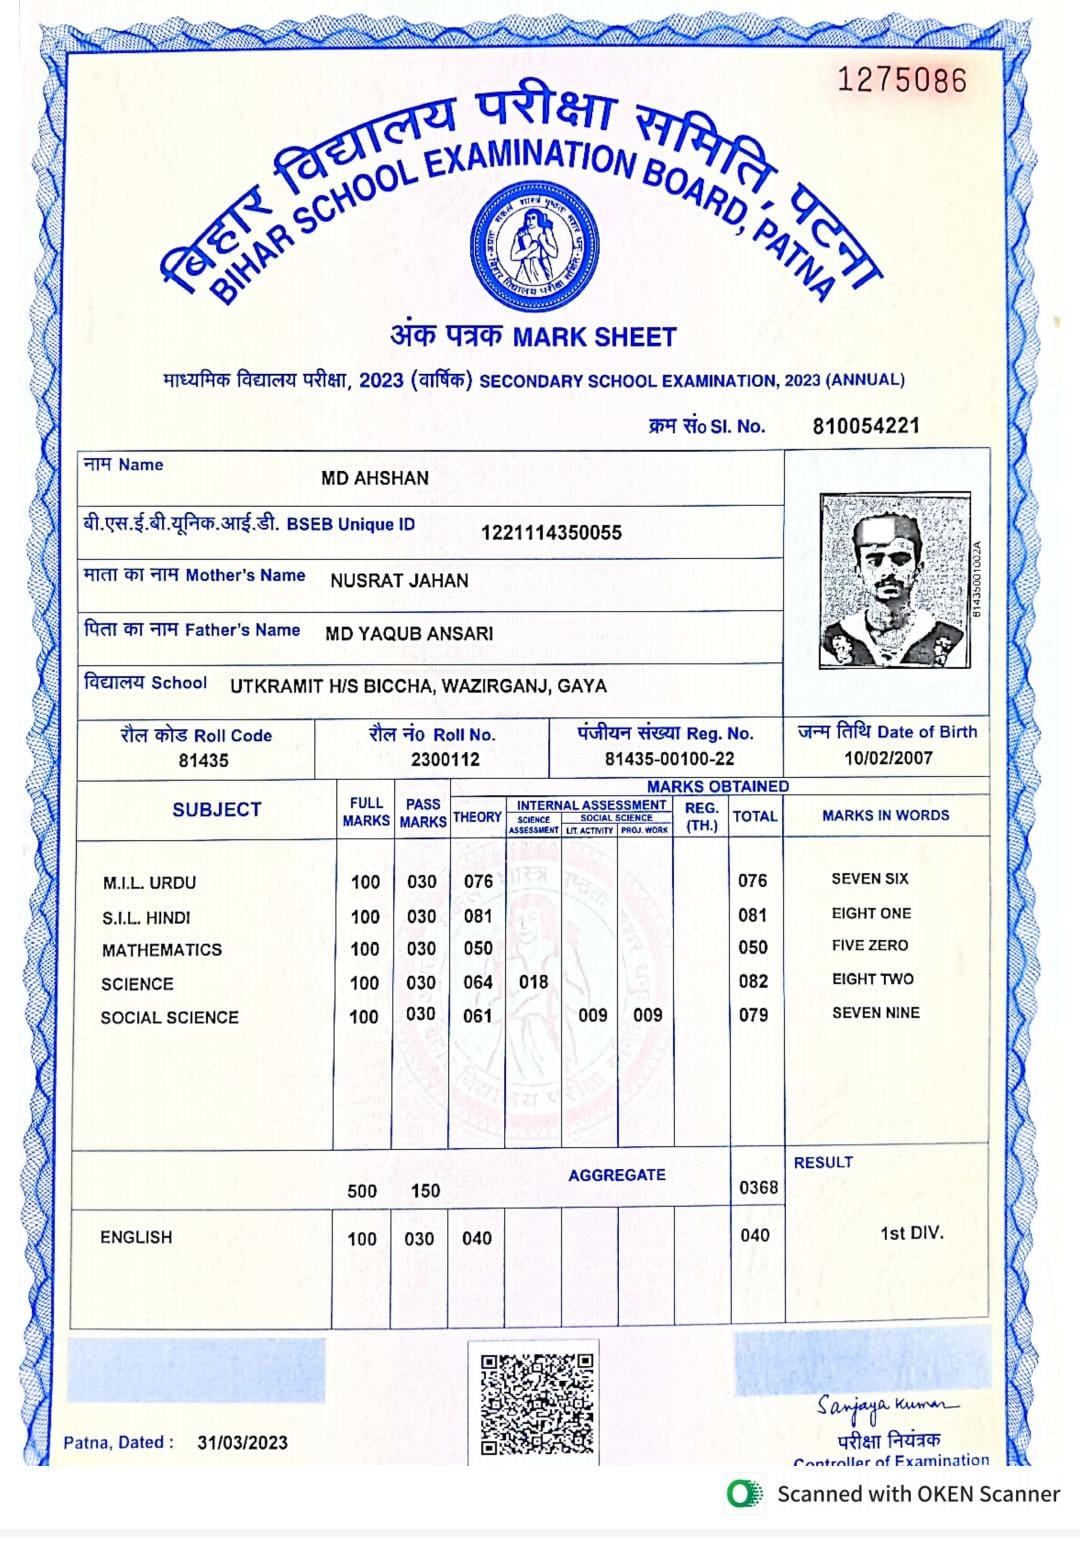 1275086
बिहार विद्यालय परीक्षा समिति, पटना
BIHAR SCHOOL EXAMINATION BOARD, PATNA
अंक पत्रक MARK SHEET
माध्यमिक विद्यालय परीक्षा, 2023 (वार्षिक) SECONDARY SCHOOL EXAMINATION, 2023 (ANNUAL)
क्रम सं० Sl. No. 810054221
नाम Name MD AHSHAN
बी.एस.ई.बी.यूनिक.आई.डी. BSEB Unique ID 1221114350055
माता का नाम Mother's Name NUSRAT JAHAN
पिता का नाम Father's Name MD YAQUB ANSARI
विद्यालय School UTKRAMIT H/S BICCHA, WAZIRGANJ, GAYA
81435001002A
रौल कोड Roll Code रौल नं० Roll No. पंजीयन संख्या Reg. No. जन्म तिथि Date of Birth
81435 2300112 81435-00100-22 10/02/2007
SUBJECT FULL MARKS PASS MARKS MARKS OBTAINED
THEORY INTERNAL ASSESSMENT REG. (TH.) TOTAL MARKS IN WORDS
SCIENCE ASSESSMENT SOCIAL SCIENCE
LIT. ACTIVITY PROJ. WORK
M.I.L. URDU 100 030 076 076 SEVEN SIX
S.I.L. HINDI 100 030 081 081 EIGHT ONE
MATHEMATICS 100 030 050 050 FIVE ZERO
SCIENCE 100 030 064 018 082 EIGHT TWO
SOCIAL SCIENCE 100 030 061 009 009 079 SEVEN NINE
500 150 AGGREGATE 0368 RESULT
ENGLISH 100 030 040 040 1st DIV.
Sanjaya Kumar
Patna, Dated : 31/03/2023 परीक्षा नियंत्रक
Controller of Examination
Scanned with OKEN Scanner